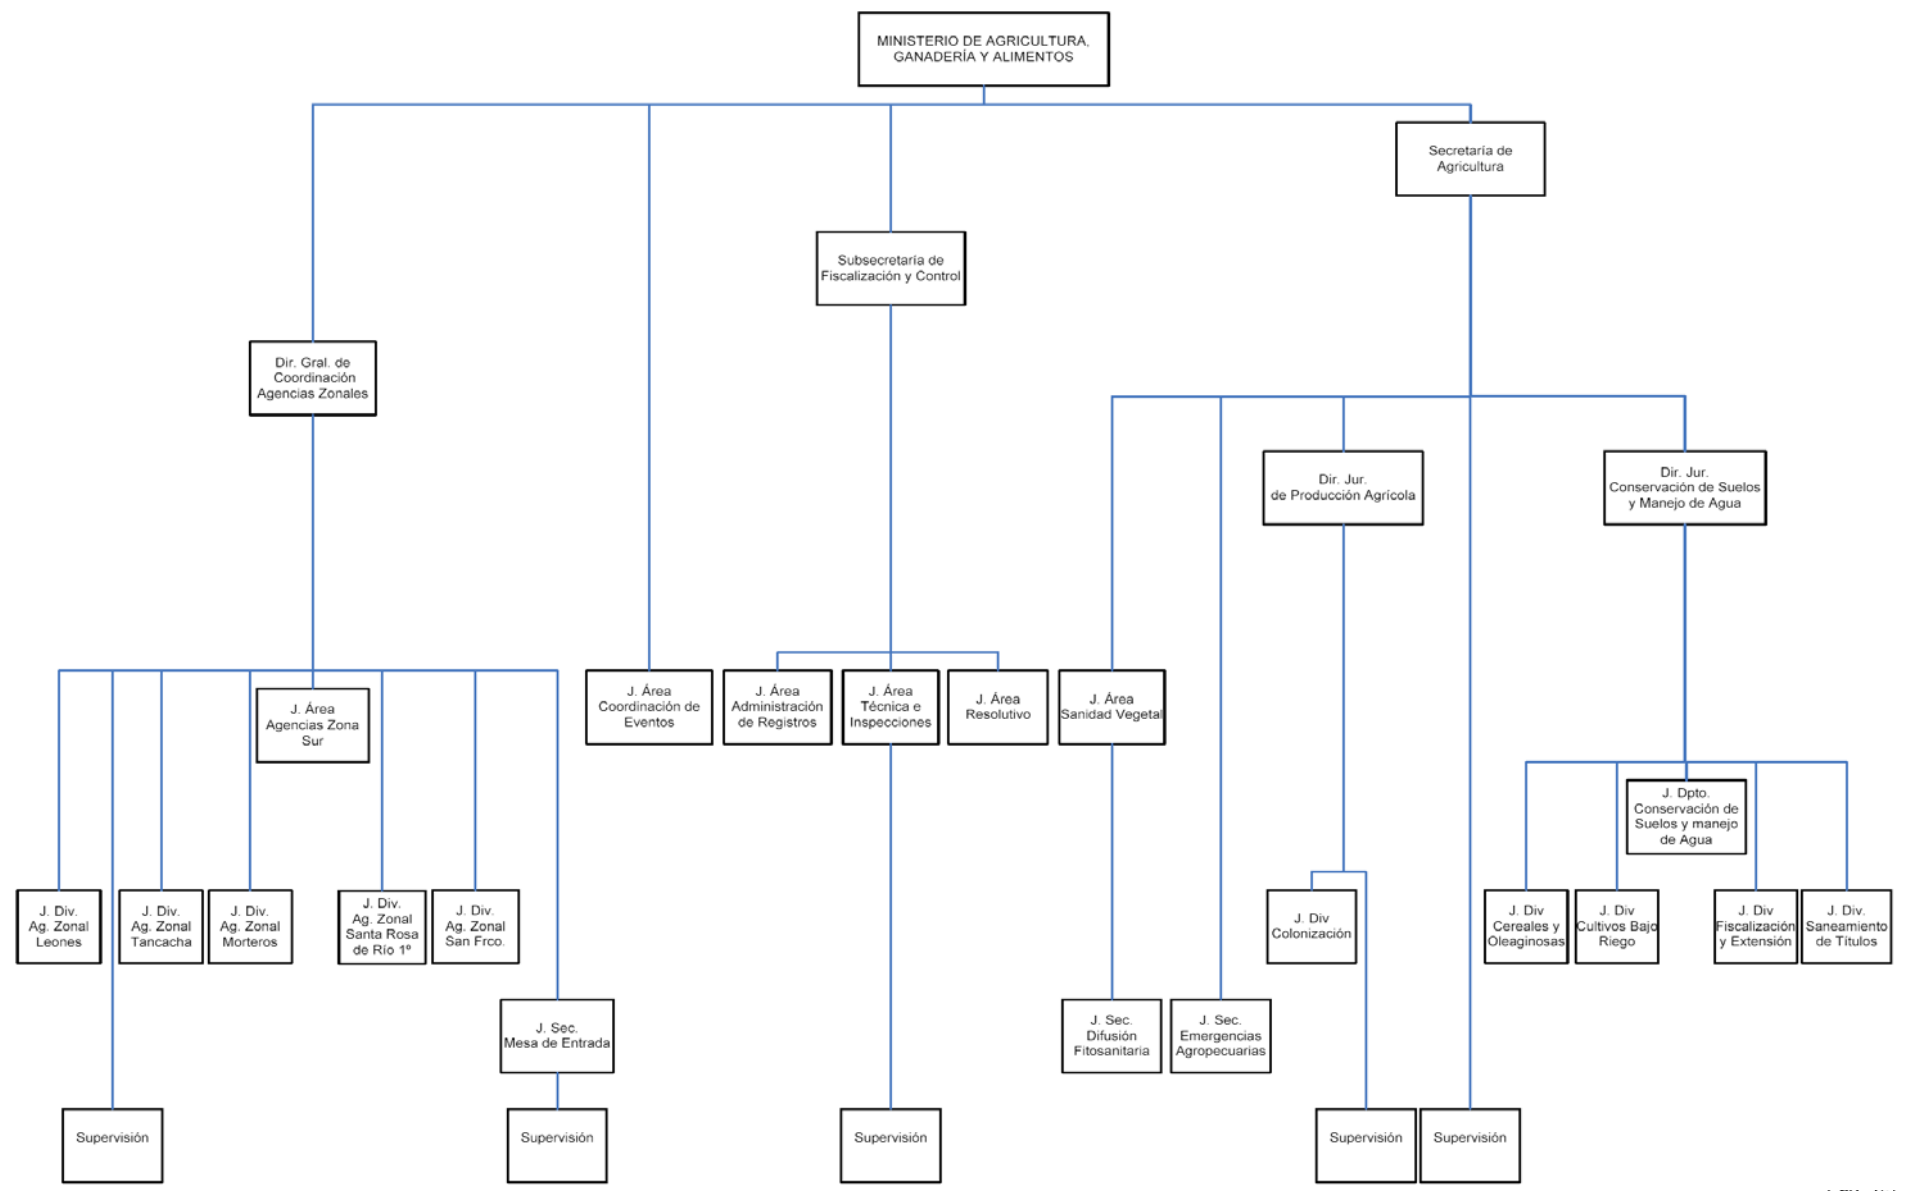 MINISTERIO DE AGRICULTURA,
GANADERÍA Y ALIMENTOS
Secretaría de
Agricultura
Subsecretaría de
Fiscalización y Control
Dir. Gral. de
Coordinación
Agencias Zonales
Dir. Jur.
de Producción Agrícola
Dir. Jur.
Conservación de Suelos
y Manejo de Agua
J. Área
Agencias Zona
Sur
J. Área
Coordinación de
Eventos
J. Área
Administración
de Registros
J. Área
Técnica e
Inspecciones
J. Área
Resolutivo
J. Área
Sanidad Vegetal
J. Dpto.
Conservación de
Suelos y manejo
de Agua
J. Div.
Ag. Zonal
Leones
J. Div.
Ag. Zonal
Tancacha
J. Div.
Ag. Zonal
Morteros
J. Div.
Ag. Zonal
Santa Rosa
de Río 1º
J. Div.
Ag. Zonal
San Frco.
J. Div
Colonización
J. Div
Cereales y
Oleaginosas
J. Div
Cultivos Bajo
Riego
J. Div
Fiscalización
y Extensión
J. Div.
Saneamiento
de Títulos
J. Sec.
Mesa de Entrada
J. Sec.
Difusión
Fitosanitaria
J. Sec.
Emergencias
Agropecuarias
Supervisión
Supervisión
Supervisión
Supervisión
Supervisión